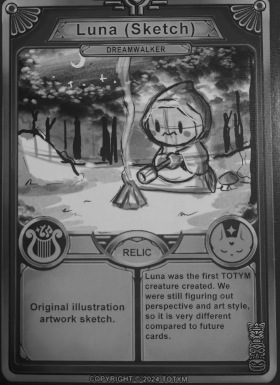 Luna (Sketch)
DREAMWALKER
RELIC
Original illustration
artwork sketch.
Luna was the first TOTYM
creature created. We
were still figuring out
perspective and art style,
so it is very different
compared to future
cards.
COPYRIGHT © 2024 TOTYM